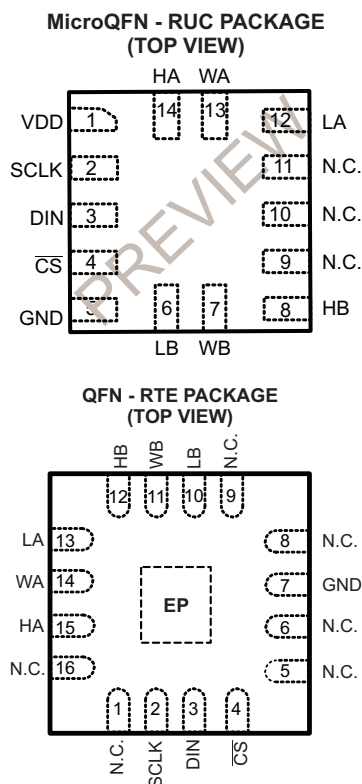 MicroQFN - RUC PACKAGE
(TOP VIEW)
HA WA
14 13
VDD 1 12 LA
SCLK 2 11 N.C.
DIN 3 10 N.C.
CS 4 9 N.C.
GND 5 8 HB
6 7
LB WB
PREVIEW
QFN - RTE PACKAGE
(TOP VIEW)
HB WB LB N.C.
12 11 10 9
LA 13 8 N.C.
WA 14 7 GND
EP
HA 15 6 N.C.
N.C. 16 5 N.C.
1 2 3 4
N.C. SCLK DIN CS